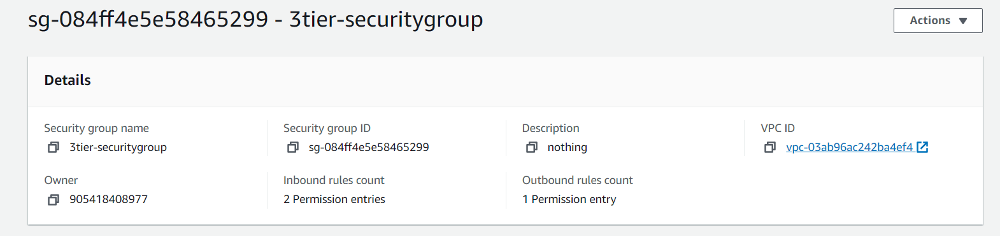 sg-084ff4e5e58465299 - 3tier-securitygroup
Actions
Details
Security group name
3tier-securitygroup
Security group ID
sg-084ff4e5e58465299
Description
nothing
VPC ID
vpc-03ab96ac242ba4ef4
Owner
905418408977
Inbound rules count
2 Permission entries
Outbound rules count
1 Permission entry